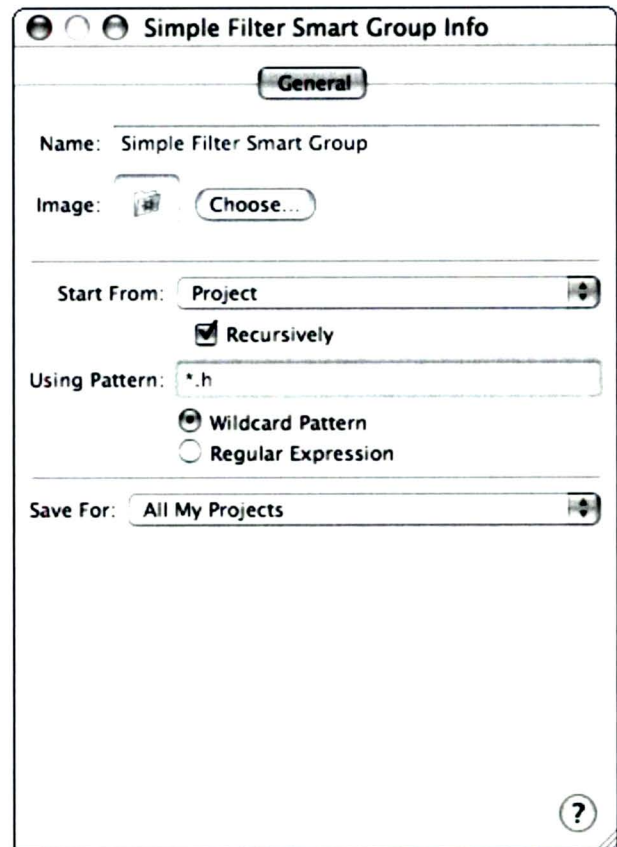 Simple Filter Smart Group Info
General
Name: Simple Filter Smart Group
Image: Choose...
Start From: Project
Recursively
Using Pattern: *.h
Wildcard Pattern
Regular Expression
Save For: All My Projects
?